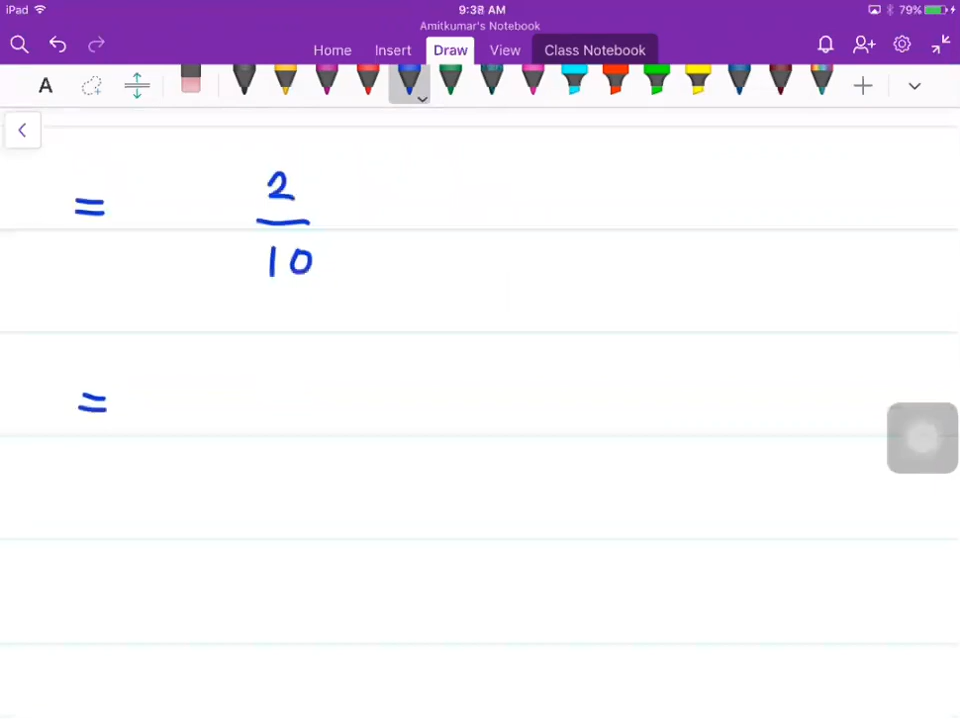 iPad 9:38 AM 79%
Amitkumar's Notebook
Home Insert Draw View Class Notebook
A
= 2
10
=